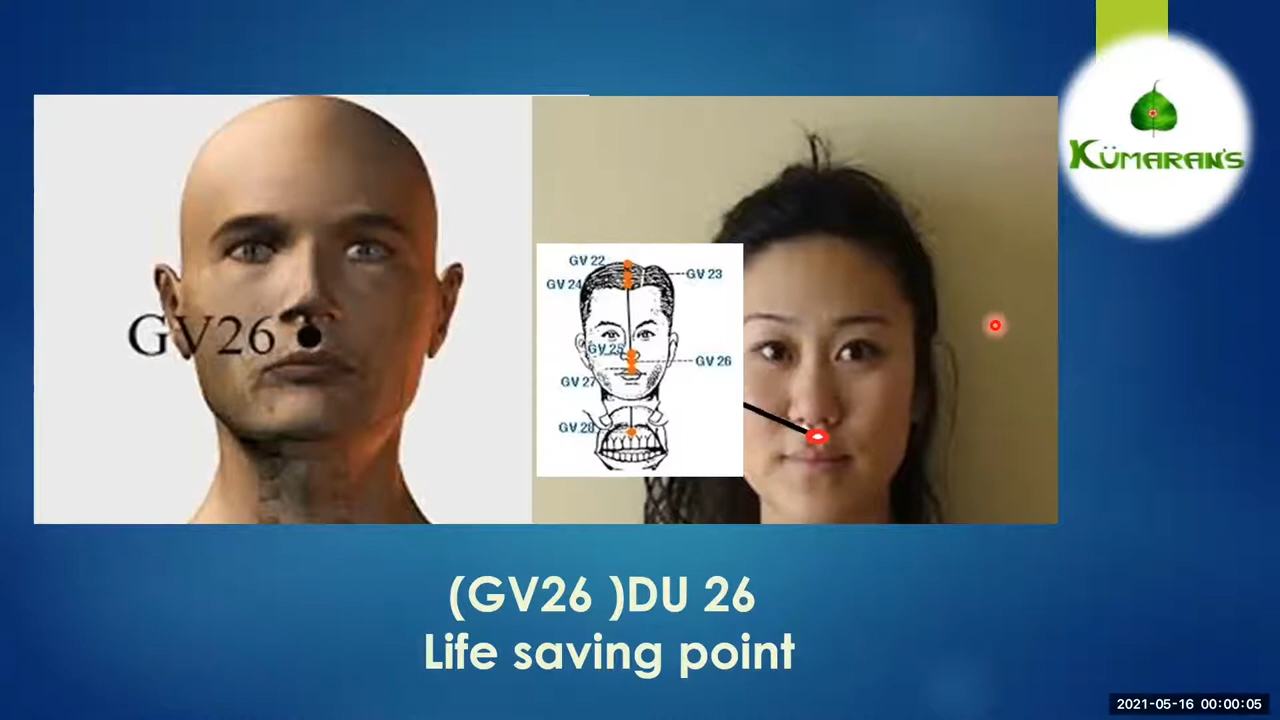 KÜMARAN'S
GV26
GV 22
GV 23
GV 24
GV 25
GV 26
GV 27
GV 28
(GV26 )DU 26
Life saving point
2021-05-16 00:00:05